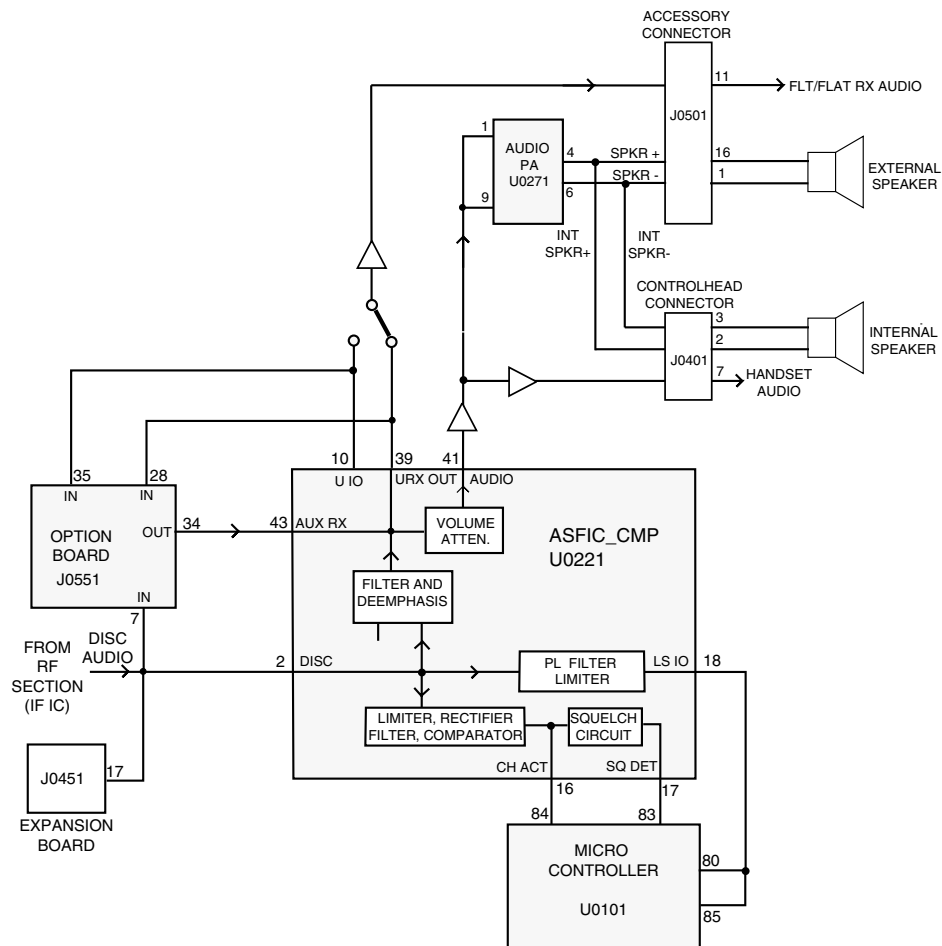 ACCESSORY
CONNECTOR
11
FLT/FLAT RX AUDIO
J0501
1
AUDIO
PA
U0271
4
SPKR +
16
EXTERNAL
SPEAKER
9
6
SPKR -
1
INT
SPKR+
INT
SPKR-
CONTROLHEAD
CONNECTOR
3
INTERNAL
SPEAKER
2
J0401
7
HANDSET
AUDIO
35
28
10
39
41
U IO
URX OUT
AUDIO
IN
IN
OPTION
BOARD
J0551
OUT
34
43
AUX RX
VOLUME
ATTEN.
ASFIC_CMP
U0221
IN
7
FILTER AND
DEEMPHASIS
FROM
RF
SECTION
(IF IC)
DISC
AUDIO
2
DISC
PL FILTER
LIMITER
LS IO
18
LIMITER, RECTIFIER
FILTER, COMPARATOR
SQUELCH
CIRCUIT
J0451
17
CH ACT
SQ DET
16
17
EXPANSION
BOARD
84
83
MICRO
CONTROLLER
U0101
80
85